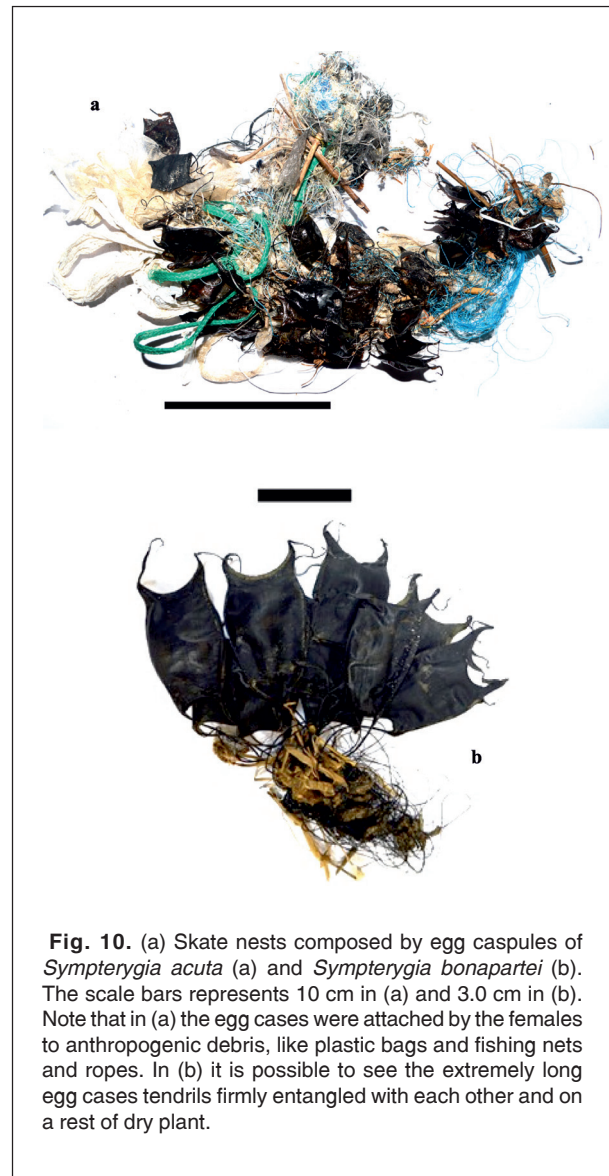 a
b
Fig. 10. (a) Skate nests composed by egg caspules of
Sympterygia acuta (a) and Sympterygia bonapartei (b).
The scale bars represents 10 cm in (a) and 3.0 cm in (b).
Note that in (a) the egg cases were attached by the females
to anthropogenic debris, like plastic bags and fishing nets
and ropes. In (b) it is possible to see the extremely long
egg cases tendrils firmly entangled with each other and on
a rest of dry plant.